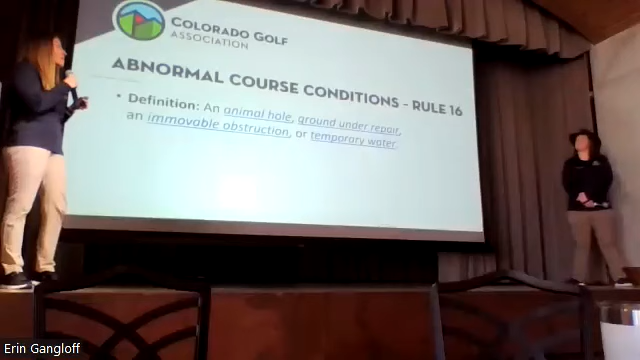 COLORADO GOLF
ASSOCIATION
ABNORMAL COURSE CONDITIONS - RULE 16
• Definition: An animal hole, ground under repair,
an immovable obstruction, or temporary water.
Erin Gangloff